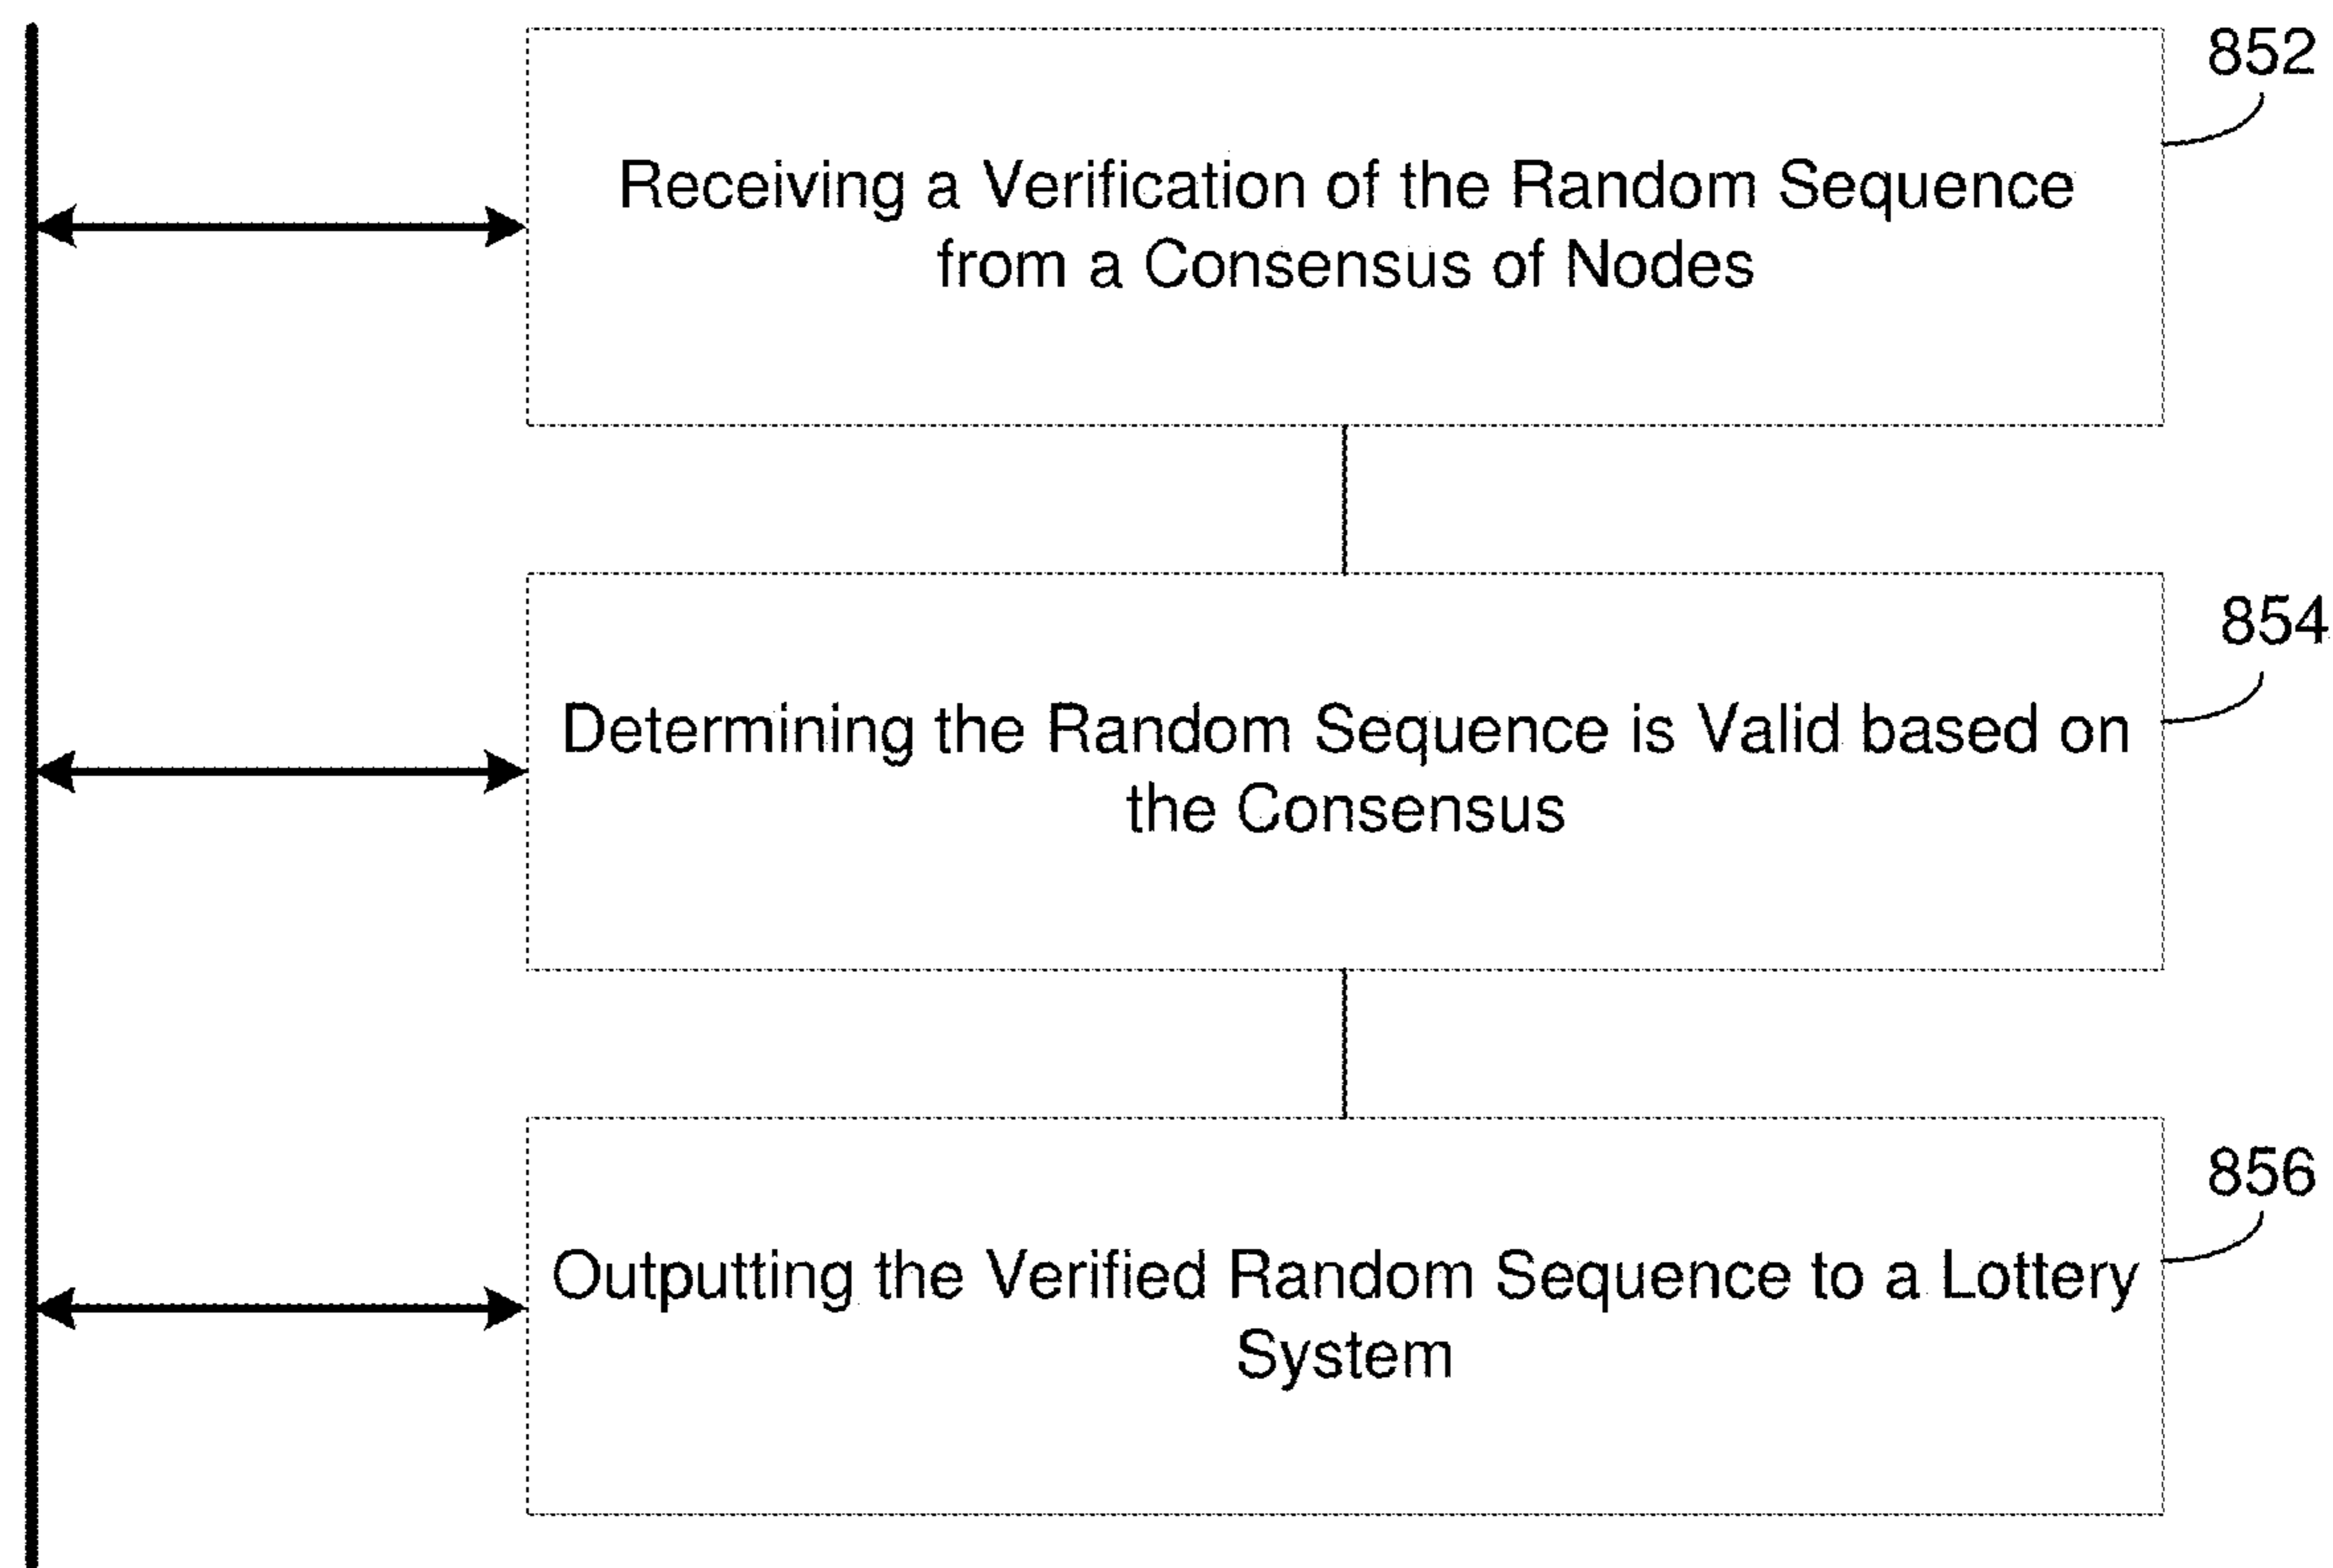 852
Receiving a Verification of the Random Sequence
from a Consensus of Nodes
854
Determining the Random Sequence is Valid based on
the Consensus
856
Outputting the Verified Random Sequence to a Lottery
System